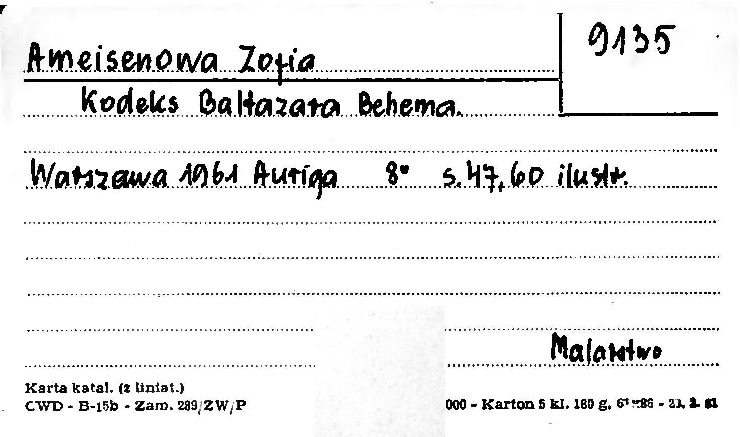 Ameisenowa Zofia
9135
Kodeks Baltazara Behema.
Warszawa 1961 Auriga 8° s. 47, 60 ilustr.
Malarstwo
Karta katal. (z liniat.)
CWD - B-15b - Zam. 289/ZW/P
000 - Karton 5 kl. 180 g.